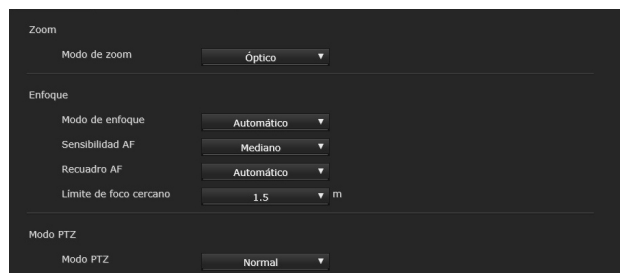 Zoom
Modo de zoom Óptico ▼
Enfoque
Modo de enfoque Automático ▼
Sensibilidad AF Mediano ▼
Recuadro AF Automático ▼
Límite de foco cercano 1.5 ▼ m
Modo PTZ
Modo PTZ Normal ▼